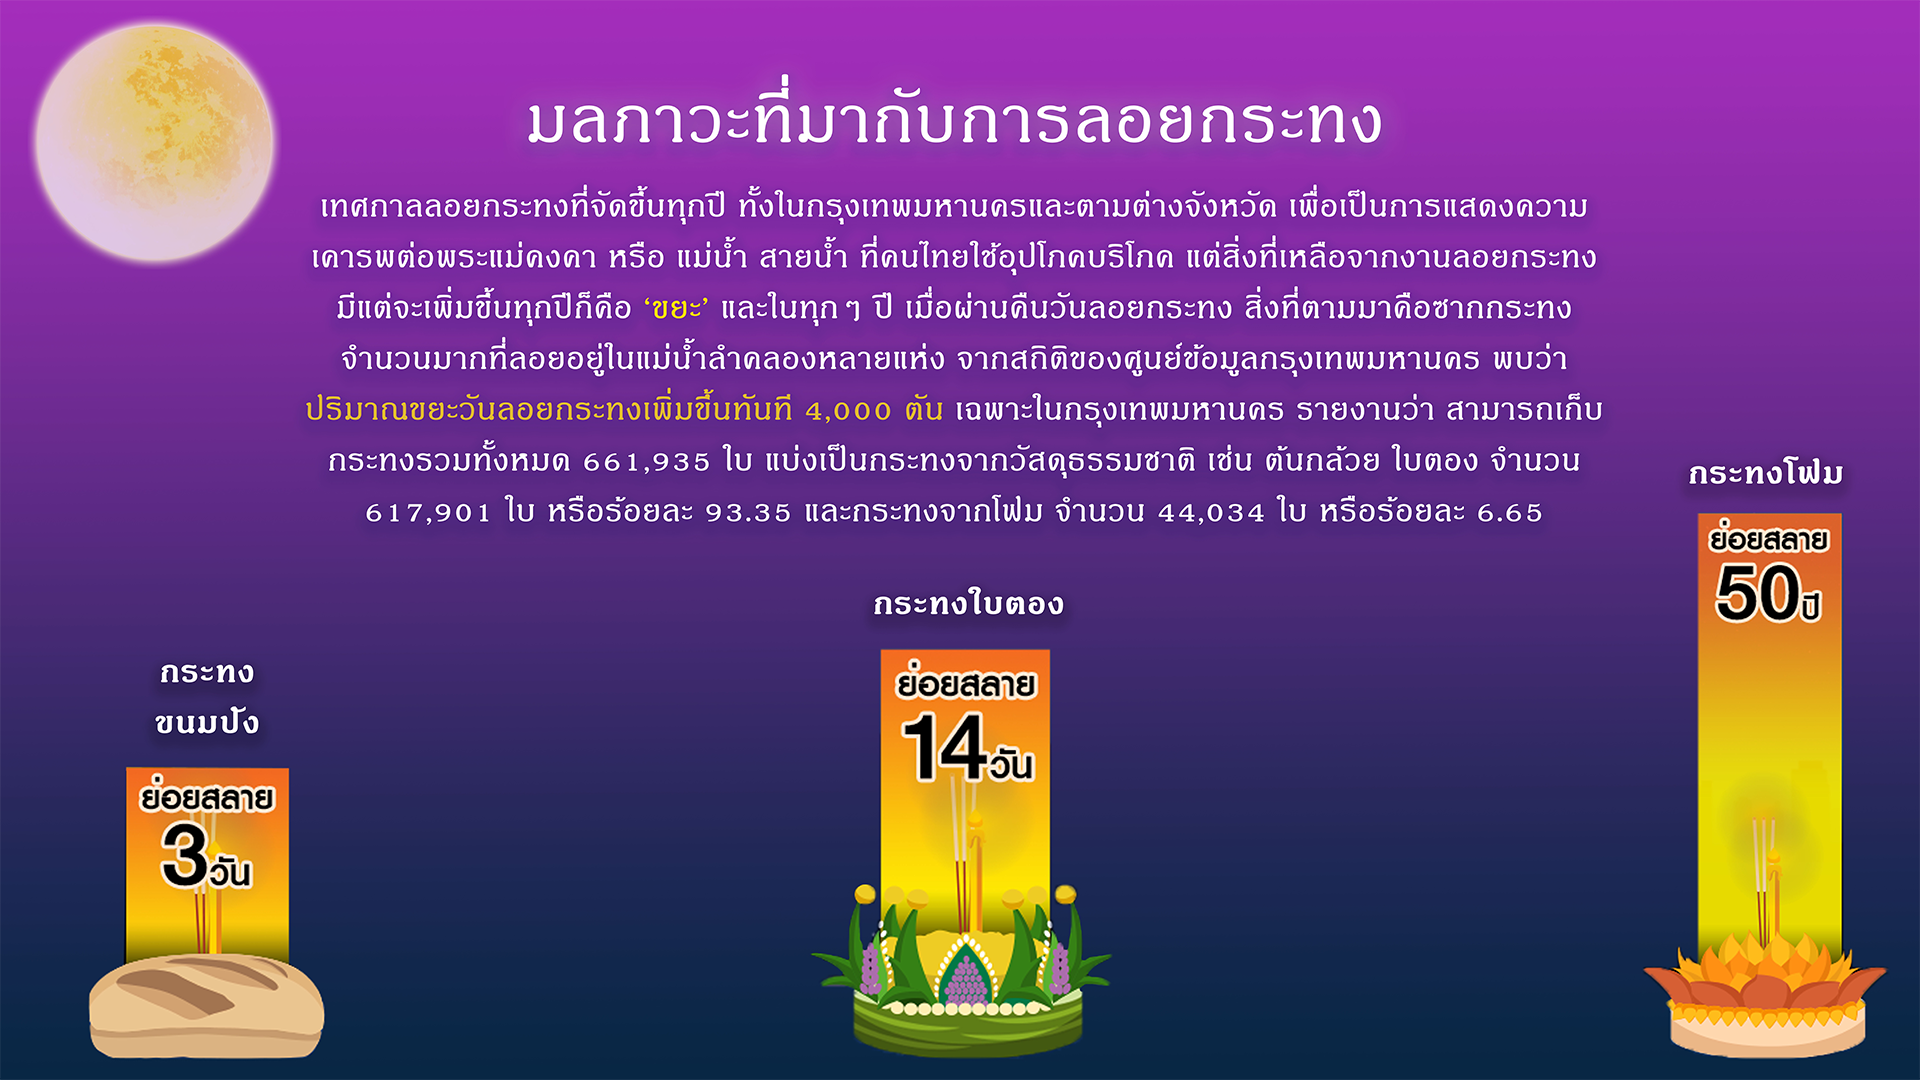 มลภาวะที่มากับการลอยกระทง
เทศกาลลอยกระทงที่จัดขึ้นทุกปี ทั้งในกรุงเทพมหานครและตามต่างจังหวัด เพื่อเป็นการแสดงความ
เคารพต่อพระแม่คงคา หรือ แม่น้ำ สายน้ำ ที่คนไทยใช้อุปโภคบริโภค แต่สิ่งที่เหลือจากงานลอยกระทง
มีแต่จะเพิ่มขึ้นทุกปีก็คือ ‘ขยะ’ และในทุกๆ ปี เมื่อผ่านคืนวันลอยกระทง สิ่งที่ตามมาคือซากกระทง
จำนวนมากที่ลอยอยู่ในแม่น้ำลำคลองหลายแห่ง จากสถิติของศูนย์ข้อมูลกรุงเทพมหานคร พบว่า
ปริมาณขยะวันลอยกระทงเพิ่มขึ้นทันที 4,000 ตัน เฉพาะในกรุงเทพมหานคร รายงานว่า สามารถเก็บ
กระทงรวมทั้งหมด 661,935 ใบ แบ่งเป็นกระทงจากวัสดุธรรมชาติ เช่น ต้นกล้วย ใบตอง จำนวน
617,901 ใบ หรือร้อยละ 93.35 และกระทงจากโฟม จำนวน 44,034 ใบ หรือร้อยละ 6.65
กระทง
ขนมปัง
ย่อยสลาย
3วัน
กระทงใบตอง
ย่อยสลาย
14วัน
กระทงโฟม
ย่อยสลาย
50ปี